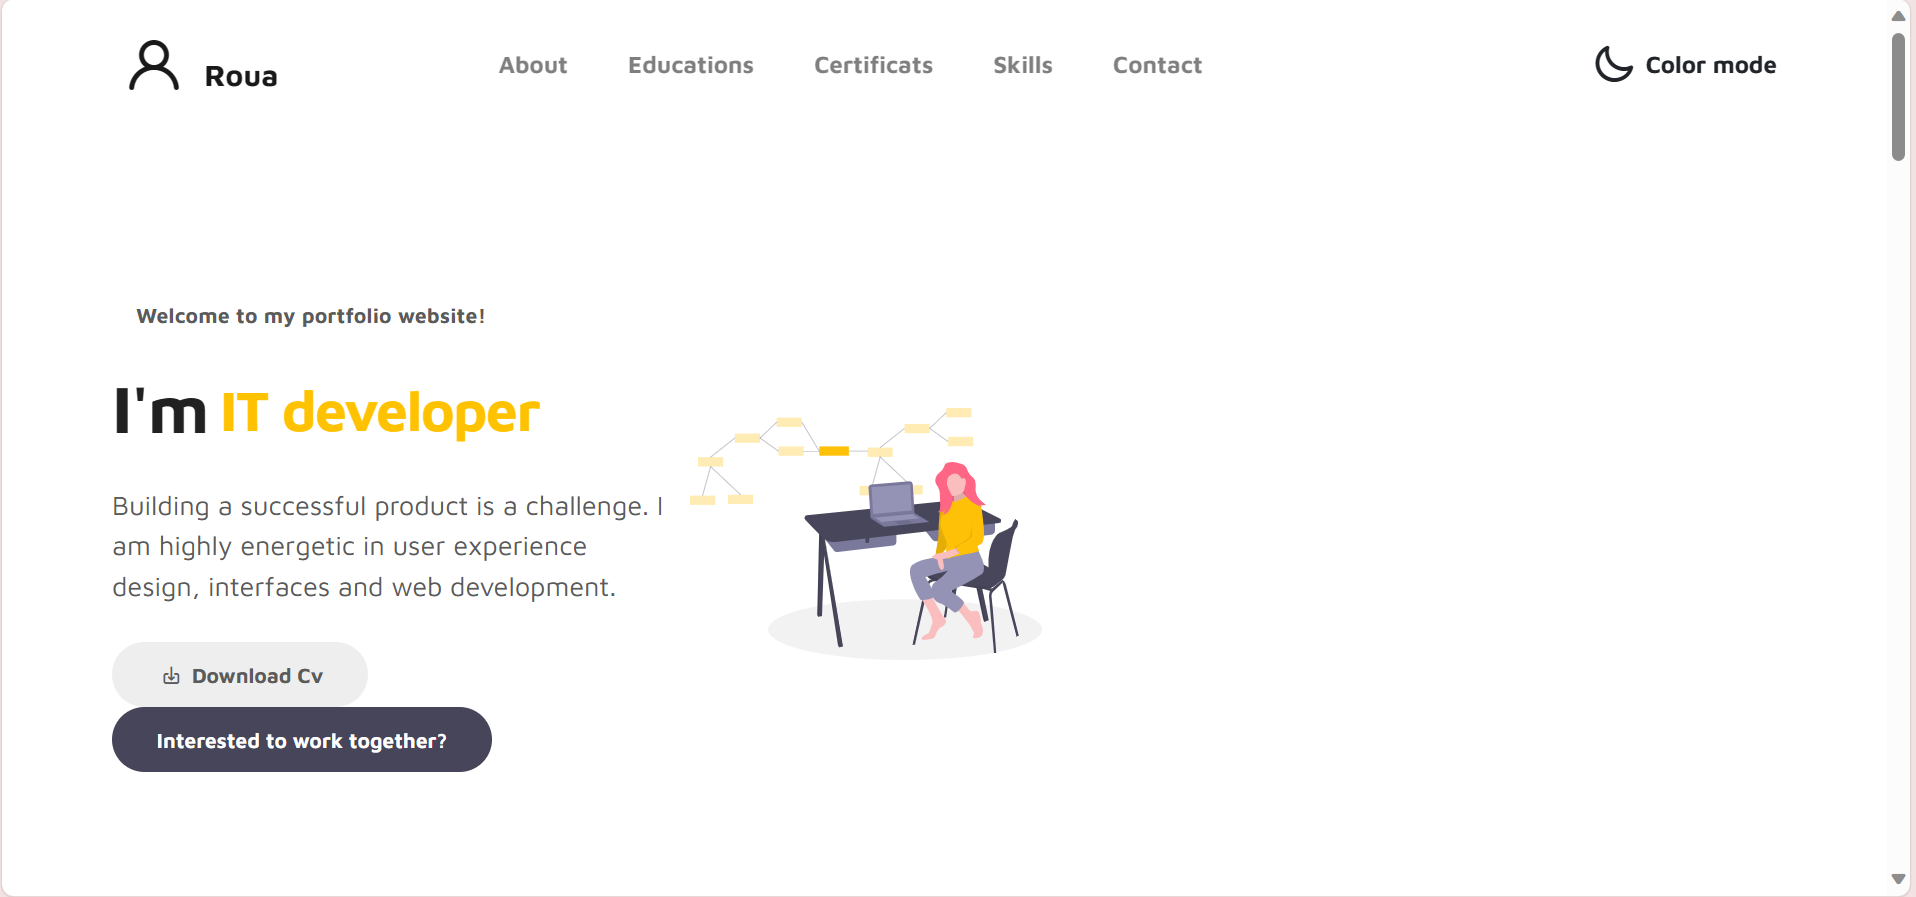 Roua
About
Educations
Certificats
Skills
Contact
Color mode
Welcome to my portfolio website!
I'm IT developer
Building a successful product is a challenge. I
am highly energetic in user experience
design, interfaces and web development.
Download Cv
Interested to work together?